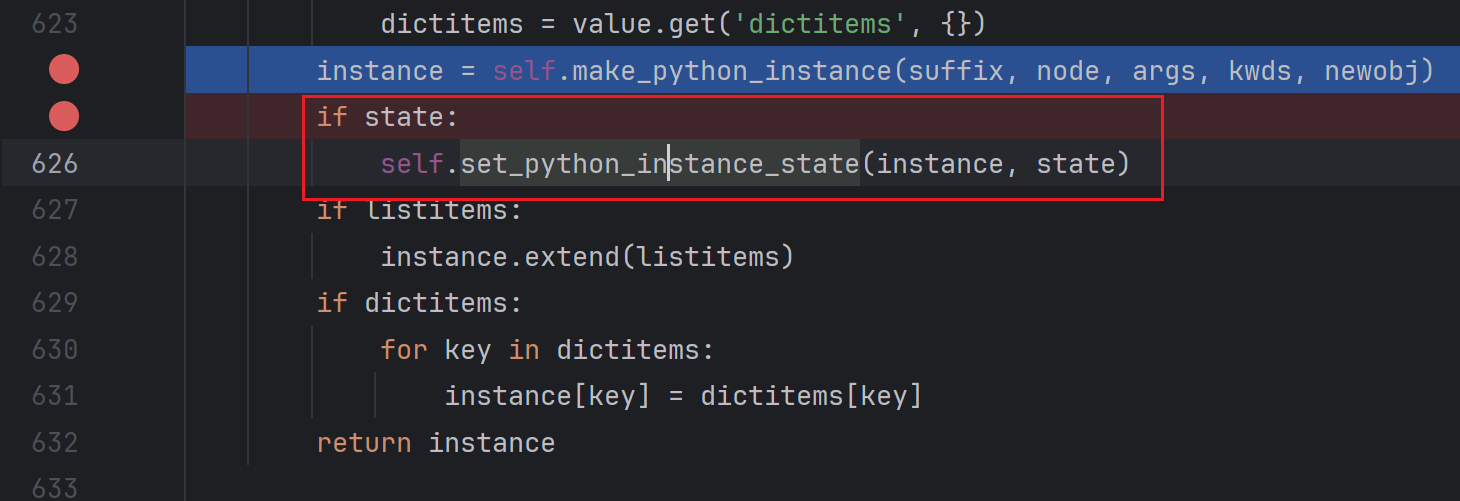 623 dictitems = value.get('dictitems', {})
instance = self.make_python_instance(suffix, node, args, kwds, newobj)
if state:
626 self.set_python_instance_state(instance, state)
627 if listitems:
628 instance.extend(listitems)
629 if dictitems:
630 for key in dictitems:
631 instance[key] = dictitems[key]
632 return instance
633